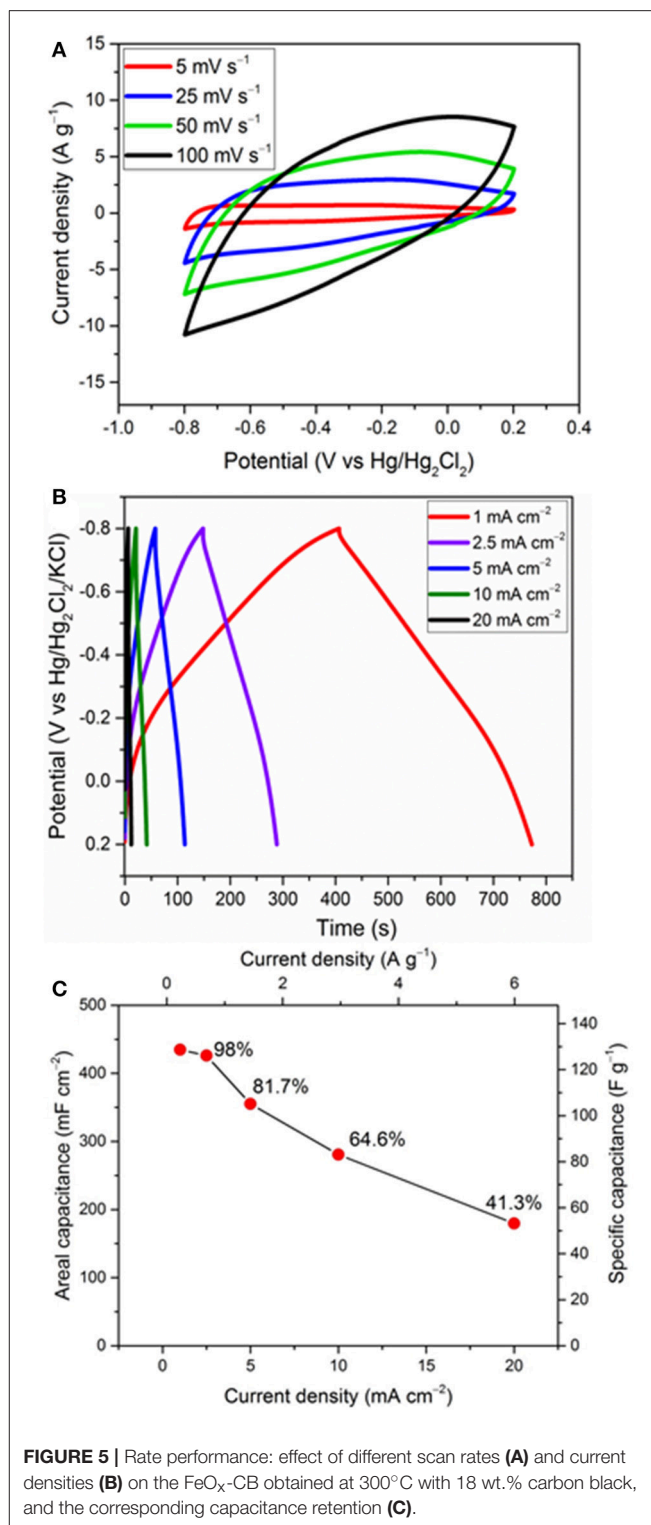 A
15
10
5
0
-5
-10
-15
Current density (A g⁻¹)
5 mV s⁻¹
25 mV s⁻¹
50 mV s⁻¹
100 mV s⁻¹
-1.0 -0.8 -0.6 -0.4 -0.2 0.0 0.2 0.4
Potential (V vs Hg/Hg₂Cl₂)
B
-0.8
-0.6
-0.4
-0.2
0.0
0.2
Potential (V vs Hg/Hg₂Cl₂/KCl)
1 mA cm⁻²
2.5 mA cm⁻²
5 mA cm⁻²
10 mA cm⁻²
20 mA cm⁻²
0 100 200 300 400 500 600 700 800
Time (s)
Current density (A g⁻¹)
C
0 2 4 6
500
400
300
200
100
0
Areal capacitance (mF cm⁻²)
98%
81.7%
64.6%
41.3%
140
120
100
80
60
40
20
0
Specific capacitance (F g⁻¹)
0 5 10 15 20
Current density (mA cm⁻²)
FIGURE 5 | Rate performance: effect of different scan rates (A) and current
densities (B) on the FeOₓ-CB obtained at 300°C with 18 wt.% carbon black,
and the corresponding capacitance retention (C).